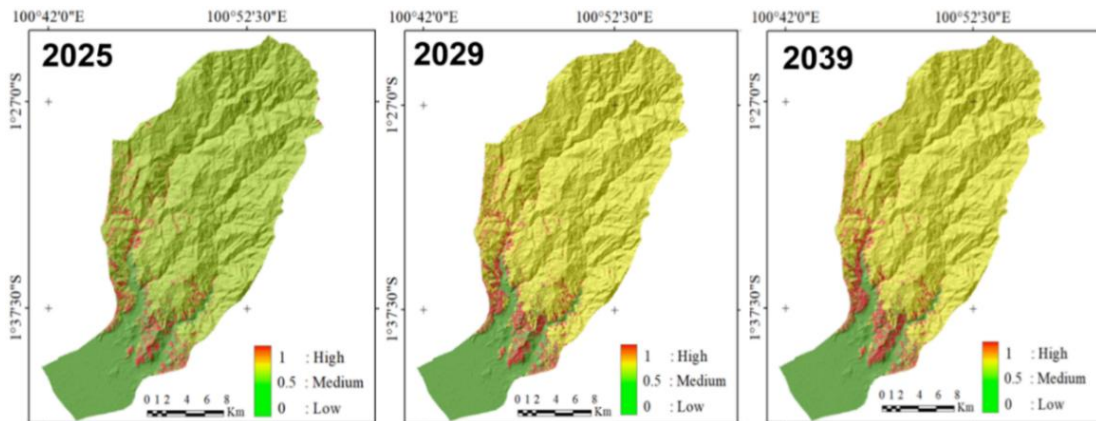 100°42'0"E 100°52'30"E
2025
1°27'0"S
1°37'30"S
1 : High
0.5 : Medium
0 : Low
0 1 2 4 6 8
Km
100°42'0"E 100°52'30"E
2029
1°27'0"S
1°37'30"S
1 : High
0.5 : Medium
0 : Low
0 1 2 4 6 8
Km
100°42'0"E 100°52'30"E
2039
1°27'0"S
1°37'30"S
1 : High
0.5 : Medium
0 : Low
0 1 2 4 6 8
Km